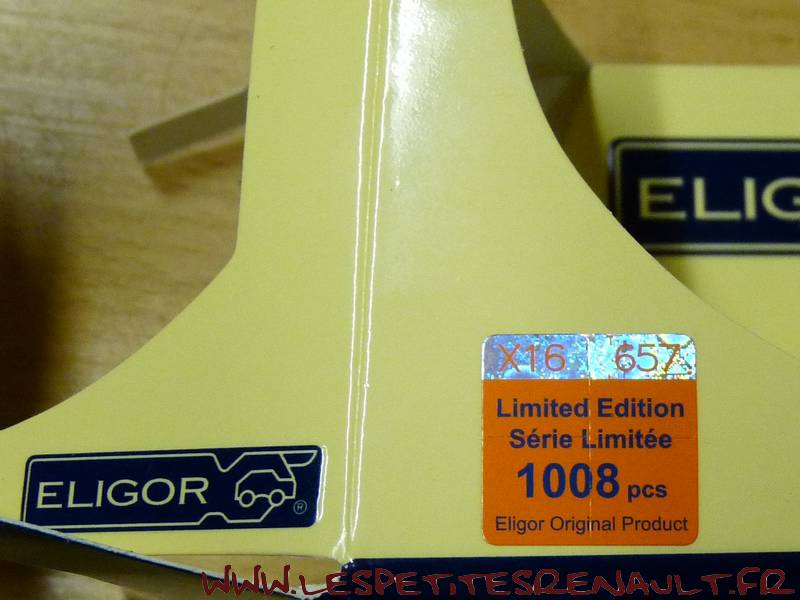 ELIG
X16 657
Limited Edition
Série Limitée
1008 pcs
Eligor Original Product
ELIGOR ®
WWW.LESPETITESRENAULT.FR